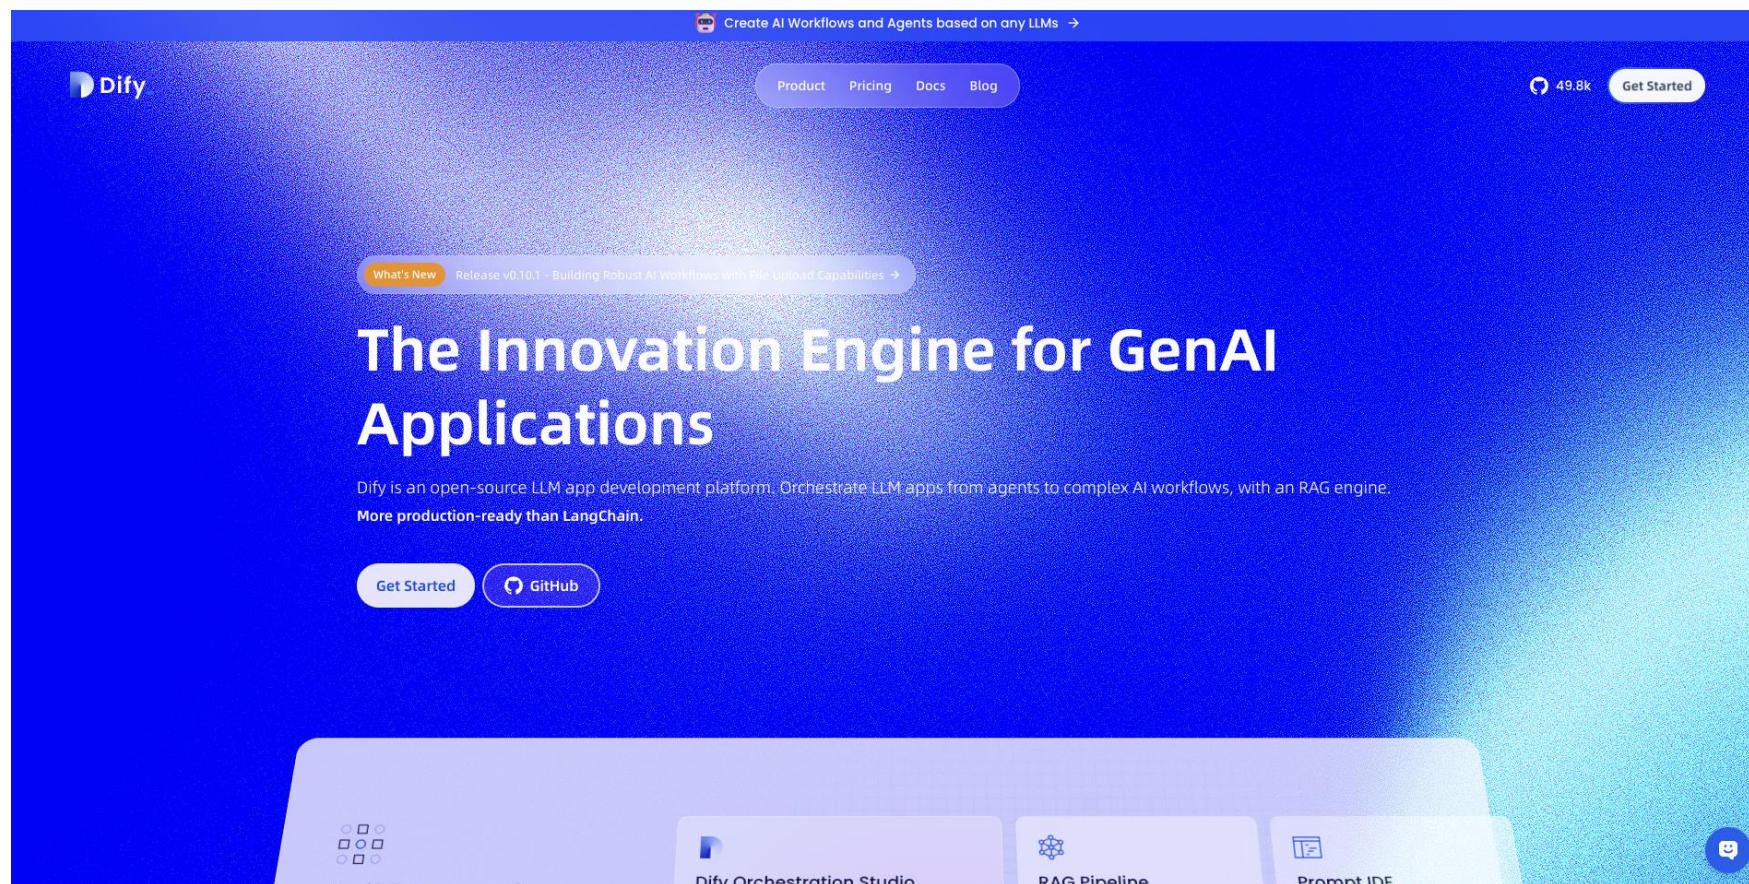 Create AI Workflows and Agents based on any LLMs →
Dify
Product Pricing Docs Blog
49.8k
Get Started
What's New Release v0.10.1 - Building Robust AI Workflows with File Upload Capabilities →
The Innovation Engine for GenAI
Applications
Dify is an open-source LLM app development platform. Orchestrate LLM apps from agents to complex AI workflows, with an RAG engine.
More production-ready than LangChain.
Get Started
GitHub
Dify Orchestration Studio
RAG Pipeline
Prompt IDE